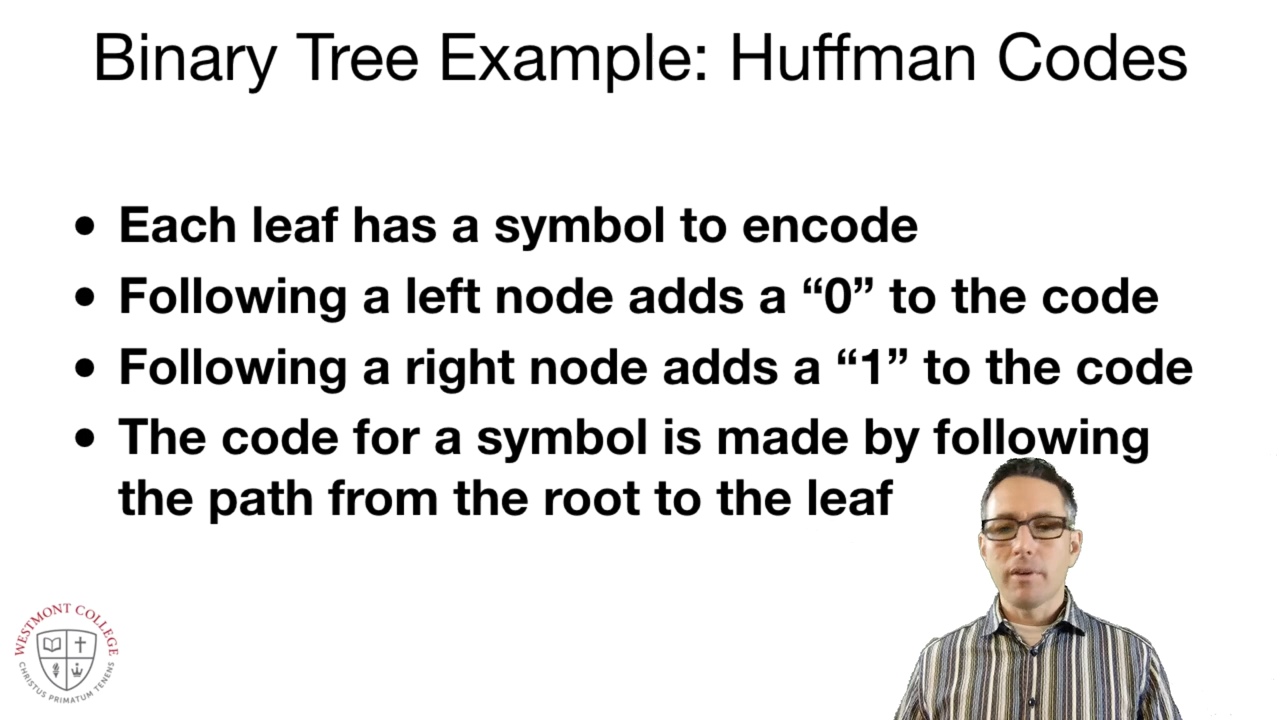 Binary Tree Example: Huffman Codes
• Each leaf has a symbol to encode
• Following a left node adds a “0” to the code
• Following a right node adds a “1” to the code
• The code for a symbol is made by following
the path from the root to the leaf
WESTMONT COLLEGE
CHRISTUS PRIMATUM TENENS